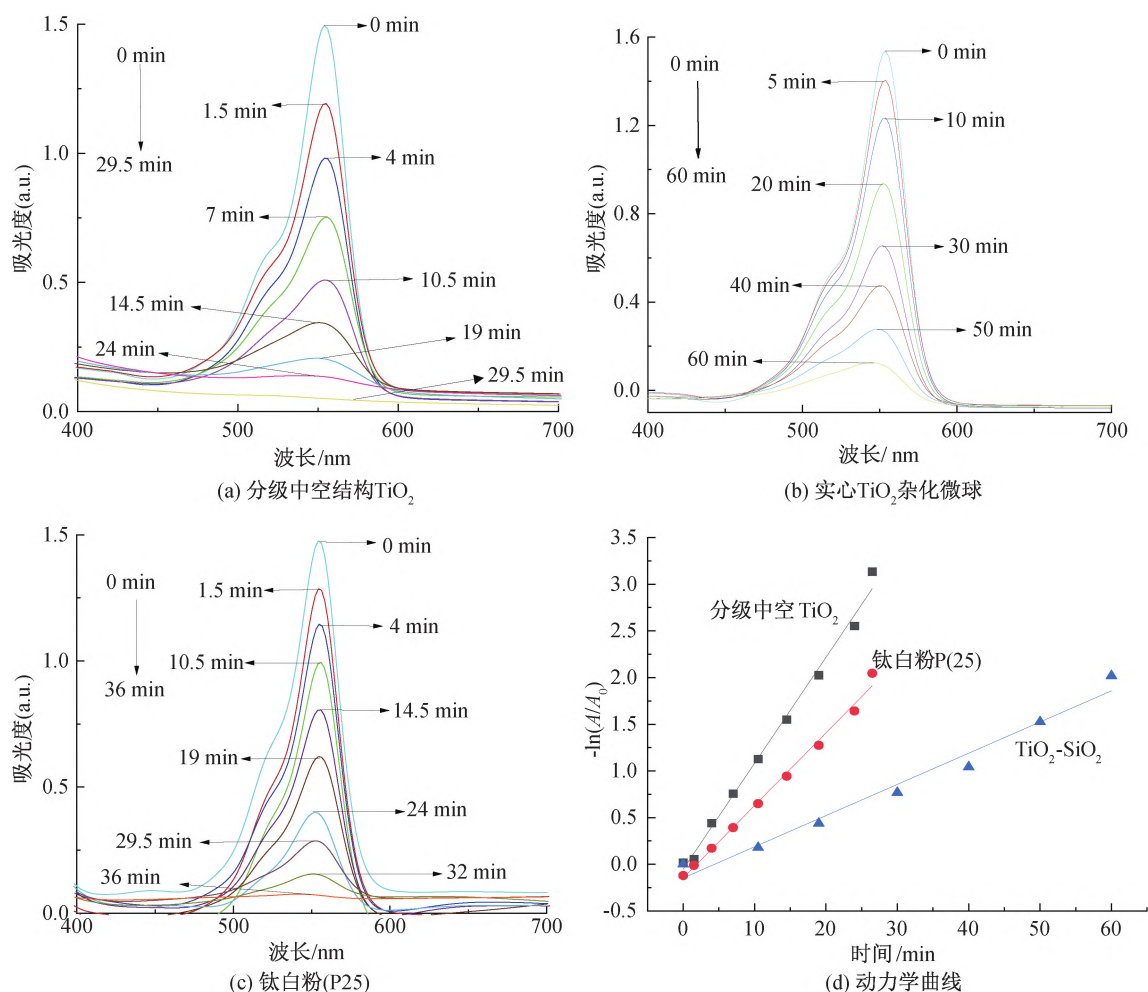 1.5
1.0
0.5
0.0
吸光度(a.u.)
0 min
29.5 min
0 min
1.5 min
4 min
7 min
10.5 min
14.5 min
19 min
24 min
29.5 min
400
500
600
700
波长/nm
(a) 分级中空结构TiO₂
1.6
1.2
0.8
0.4
0.0
吸光度(a.u.)
0 min
60 min
0 min
5 min
10 min
20 min
30 min
40 min
50 min
60 min
400
500
600
700
波长/ nm
(b) 实心TiO₂杂化微球
1.5
1.0
0.5
0.0
吸光度(a.u.)
0 min
36 min
0 min
1.5 min
4 min
10.5 min
14.5 min
19 min
24 min
29.5 min
32 min
36 min
400
500
600
700
波长/nm
(c) 钛白粉(P25)
3.5
3.0
2.5
2.0
1.5
1.0
0.5
0.0
-0.5
-ln(A/A₀)
分级中空 TiO₂
钛白粉P(25)
TiO₂-SiO₂
0
10
20
30
40
50
60
时间 /min
(d) 动力学曲线